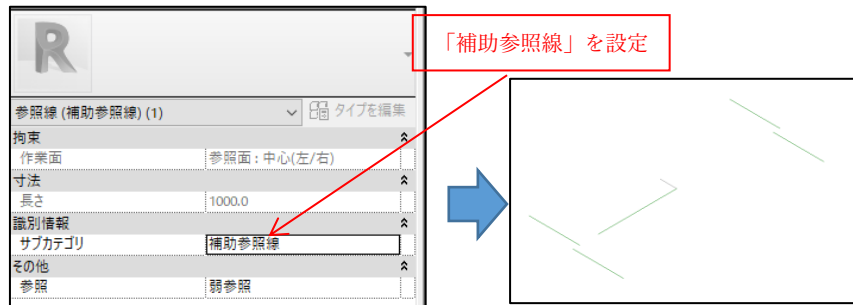 「補助参照線」を設定
参照線 (補助参照線) (1)
タイプを編集
拘束
作業面 参照面 : 中心(左/右)
寸法
長さ 1000.0
識別情報
サブカテゴリ 補助参照線
その他
参照 弱参照